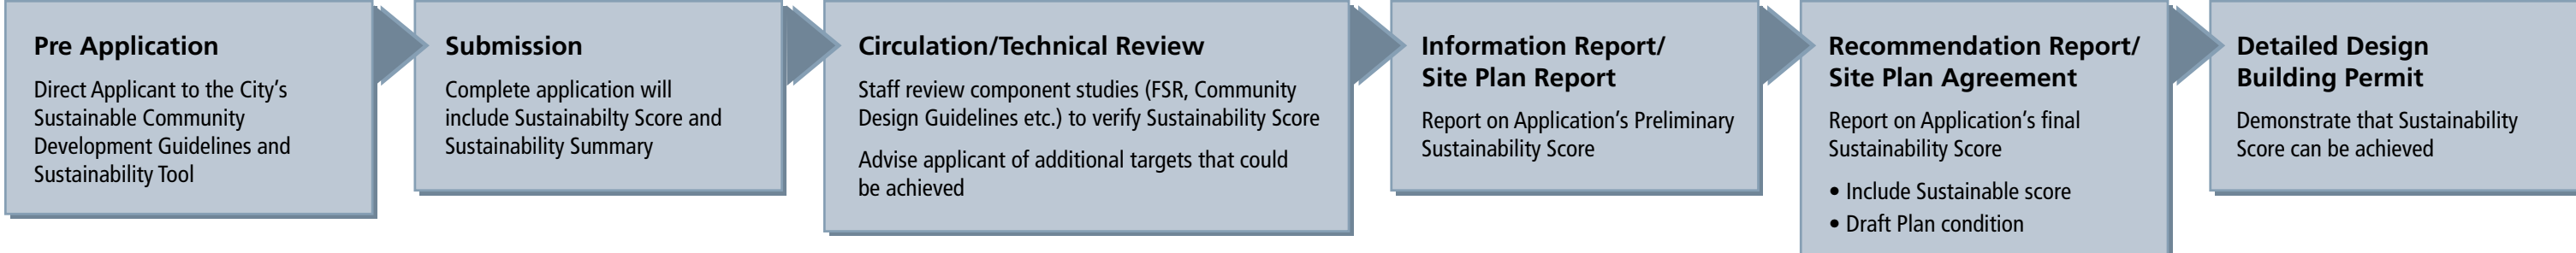 Pre Application
Direct Applicant to the City's
Sustainable Community
Development Guidelines and
Sustainability Tool
Submission
Complete application will
include Sustainabilty Score and
Sustainability Summary
Circulation/Technical Review
Staff review component studies (FSR, Community
Design Guidelines etc.) to verify Sustainability Score
Advise applicant of additional targets that could
be achieved
Information Report/
Site Plan Report
Report on Application's Preliminary
Sustainability Score
Recommendation Report/
Site Plan Agreement
Report on Application's final
Sustainability Score
• Include Sustainable score
• Draft Plan condition
Detailed Design
Building Permit
Demonstrate that Sustainability
Score can be achieved